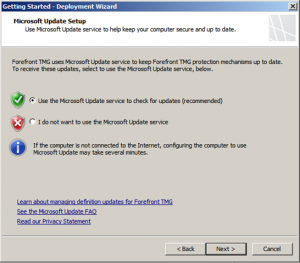 Getting Started - Deployment Wizard
Microsoft Update Setup
Use Microsoft Update service to help keep your computer secure and up to date.
Forefront TMG uses Microsoft Update service to keep Forefront TMG protection mechanisms up to date.
To receive these updates, select to use the Microsoft Update service, below.
Use the Microsoft Update service to check for updates (recommended)
I do not want to use the Microsoft Update service
If the computer is not connected to the Internet, configuring the computer to use
Microsoft Update may take several minutes.
Learn about managing definition updates for Forefront TMG
See the Microsoft Update FAQ
Read our Privacy Statement
< Back
Next >
Cancel